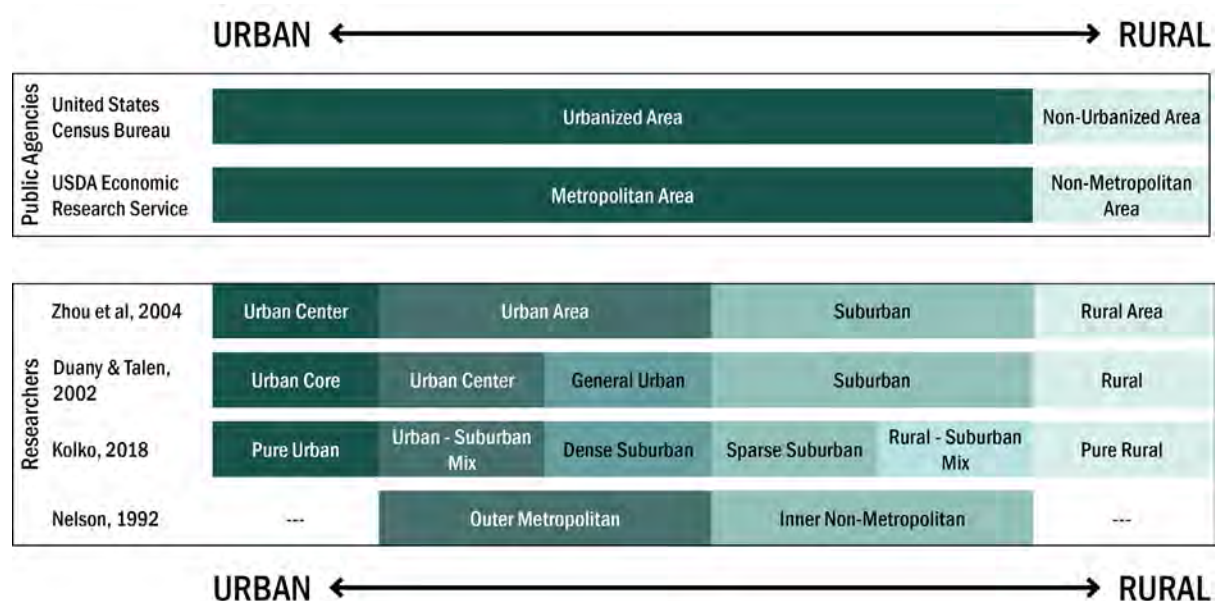 URBAN RURAL
Public Agencies
United States
Census Bureau
Urbanized Area
Non-Urbanized Area
USDA Economic
Research Service
Metropolitan Area
Non-Metropolitan
Area
Researchers
Zhou et al, 2004
Urban Center
Urban Area
Suburban
Rural Area
Duany & Talen,
2002
Urban Core
Urban Center
General Urban
Suburban
Rural
Kolko, 2018
Pure Urban
Urban - Suburban
Mix
Dense Suburban
Sparse Suburban
Rural - Suburban
Mix
Pure Rural
Nelson, 1992
---
Outer Metropolitan
Inner Non-Metropolitan
---
URBAN RURAL